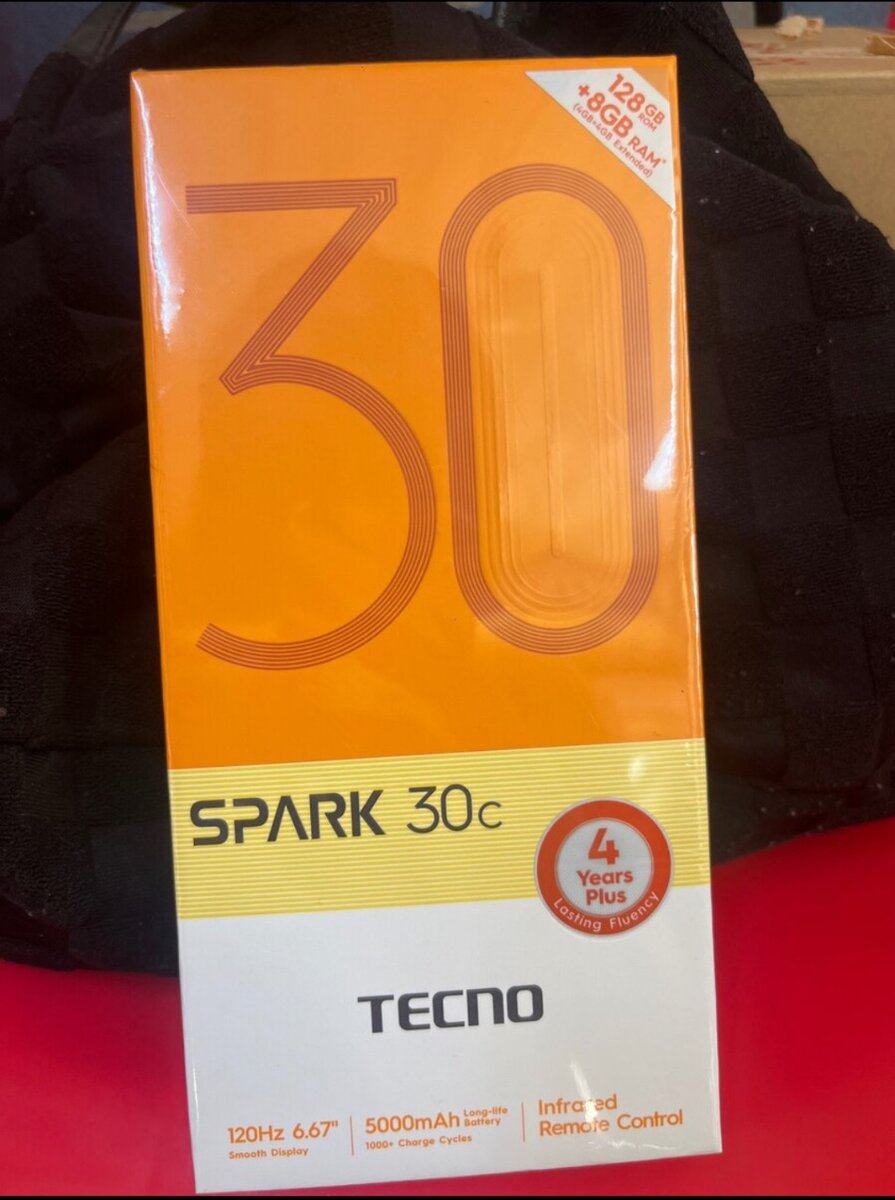 128 GB ROM
+8GB RAM*
(4GB+4GB Extended)
30
SPARK 30c
4
Years
Plus
Lasting Fluency
TECNO
120Hz 6.67"
Smooth Display
5000mAh Long-life Battery
1000+ Charge Cycles
Infrared
Remote Control